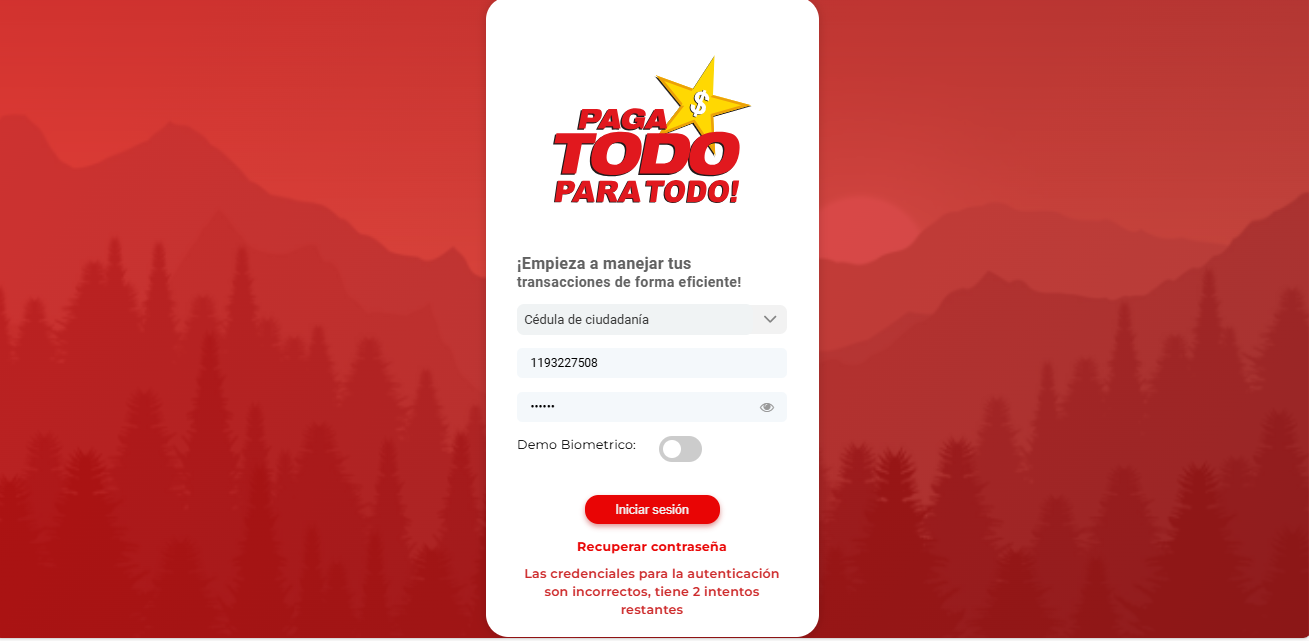 $
PAGA
TODO
PARA TODO!
¡Empieza a manejar tus
transacciones de forma eficiente!
Cédula de ciudadanía
1193227508
••••••
Demo Biometrico:
Iniciar sesión
Recuperar contraseña
Las credenciales para la autenticación
son incorrectos, tiene 2 intentos
restantes